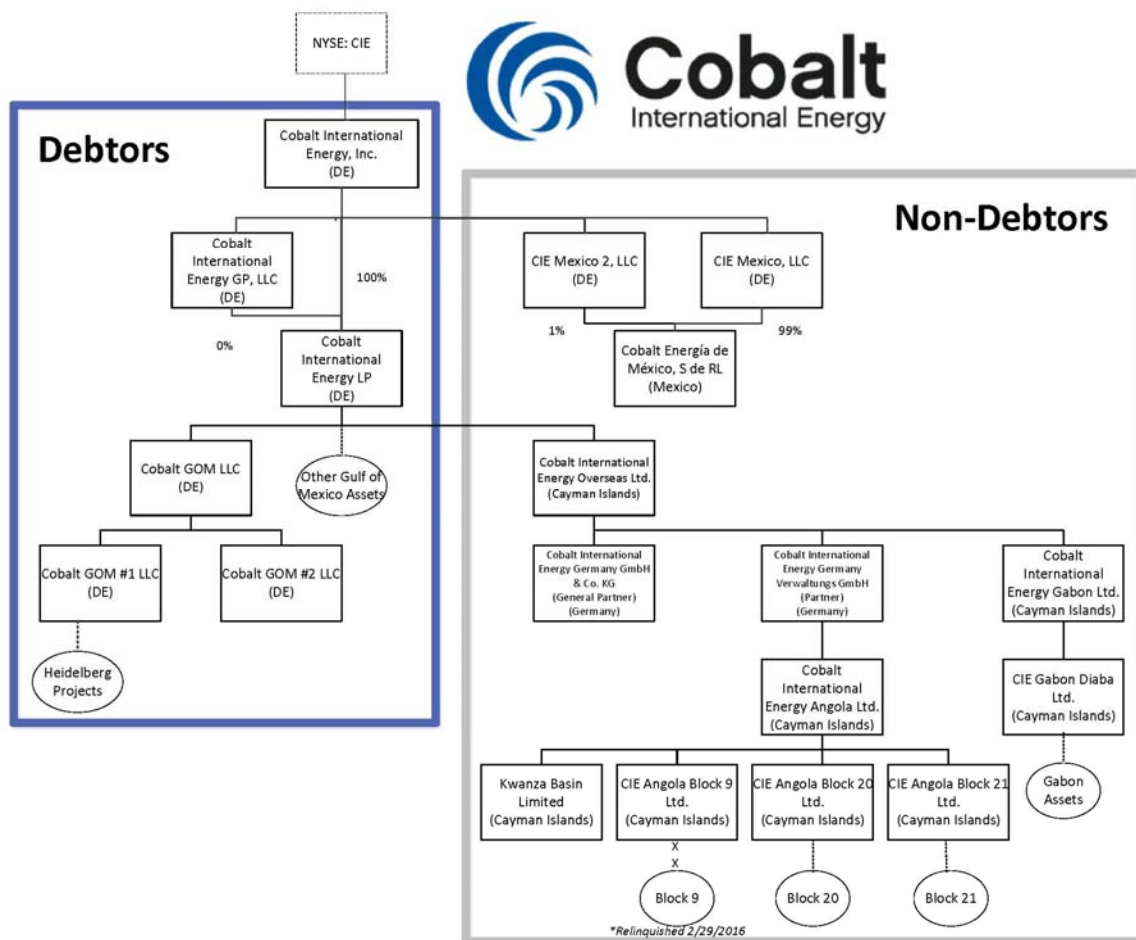 NYSE: CIE
Cobalt
International Energy
Debtors
Cobalt International
Energy, Inc.
(DE)
Non-Debtors
Cobalt
International
Energy GP, LLC
(DE)
100%
CIE Mexico 2, LLC
(DE)
CIE Mexico, LLC
(DE)
0%
1%
99%
Cobalt
International
Energy LP
(DE)
Cobalt Energía de
México, S de RL
(Mexico)
Cobalt GOM LLC
(DE)
Other Gulf of
Mexico Assets
Cobalt International
Energy Overseas Ltd.
(Cayman Islands)
Cobalt GOM #1 LLC
(DE)
Cobalt GOM #2 LLC
(DE)
Cobalt International
Energy Germany GmbH
& Co. KG
(General Partner)
(Germany)
Cobalt International
Energy Germany
Verwaltungs GmbH
(Partner)
(Germany)
Cobalt
International
Energy Gabon Ltd.
(Cayman Islands)
Heidelberg
Projects
Cobalt
International
Energy Angola Ltd.
(Cayman Islands)
CIE Gabon Diaba
Ltd.
(Cayman Islands)
Kwanza Basin
Limited
(Cayman Islands)
CIE Angola Block 9
Ltd.
(Cayman Islands)
CIE Angola Block 20
Ltd.
(Cayman Islands)
CIE Angola Block 21
Ltd.
(Cayman Islands)
Gabon
Assets
X
X
Block 9
Block 20
Block 21
*Relinquished 2/29/2016